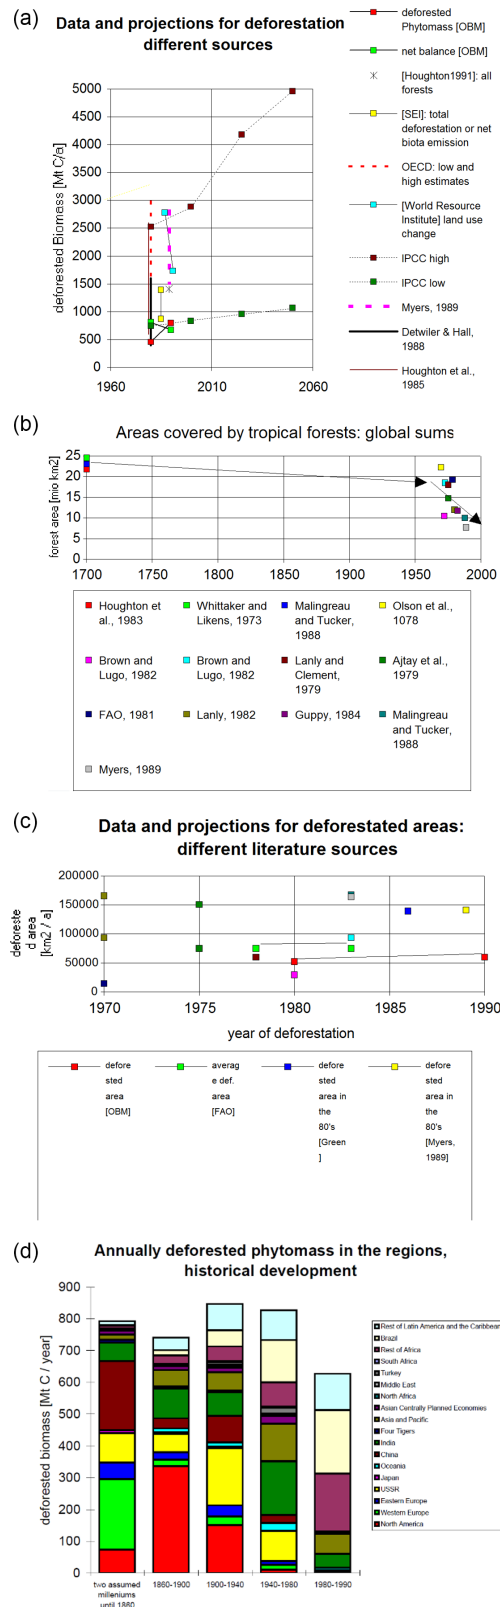 (a)
Data and projections for deforestation
different sources
deforested
Phytomass [OBM]
net balance [OBM]
[Houghton1991]: all
forests
[SEI]: total
deforestation or net
biota emission
OECD: low and
high estimates
[World Resource
Institute] land use
change
IPCC high
IPCC low
Myers, 1989
Detwiler & Hall,
1988
Houghton et al.,
1985
deforested Biomass [Mt C/a]
5000
4500
4000
3500
3000
2500
2000
1500
1000
500
0
1960
2010
2060
(b)
Areas covered by tropical forests: global sums
forest area [mio km2]
25
20
15
10
5
0
1700
1750
1800
1850
1900
1950
2000
Houghton et
al., 1983
Whittaker and
Likens, 1973
Malingreau
and Tucker,
1988
Olson et al.,
1078
Brown and
Lugo, 1982
Brown and
Lugo, 1982
Lanly and
Clement,
1979
Ajtay et al.,
1979
FAO, 1981
Lanly, 1982
Guppy, 1984
Malingreau
and Tucker,
1988
Myers, 1989
(c)
Data and projections for deforestated areas:
different literature sources
deforeste
d area
[km2 / a]
200000
150000
100000
50000
0
1970
1975
1980
1985
1990
year of deforestation
defore
sted
area
[OBM]
averag
e def.
area
[FAO]
defore
sted
area in
the
80's
[Green
]
defore
sted
area in
the
80's
[Myers,
1989]
(d)
Annually deforested phytomass in the regions,
historical development
deforested biomass [Mt C / year]
900
800
700
600
500
400
300
200
100
0
two assumed
milleniums
until 1860
1860-1900
1900-1940
1940-1980
1980-1990
Rest of Latin America and the Caribbean
Brazil
Rest of Africa
South Africa
Turkey
Middle East
North Africa
Asian Centrally Planned Economies
Asia and Pacific
Four Tigers
India
China
Oceania
Japan
USSR
Eastern Europe
Western Europe
North America